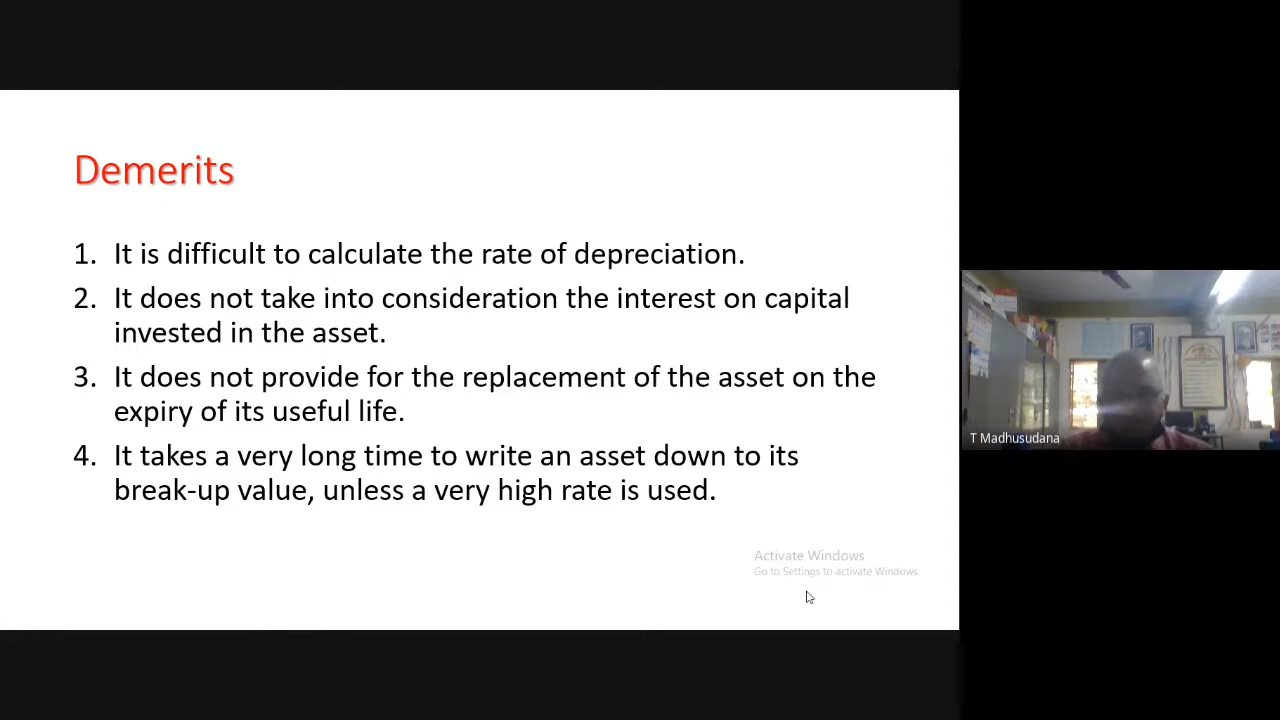 Demerits
1. It is difficult to calculate the rate of depreciation.
2. It does not take into consideration the interest on capital
invested in the asset.
3. It does not provide for the replacement of the asset on the
expiry of its useful life.
4. It takes a very long time to write an asset down to its
break-up value, unless a very high rate is used.
Activate Windows
Go to Settings to activate Windows.
T Madhusudana